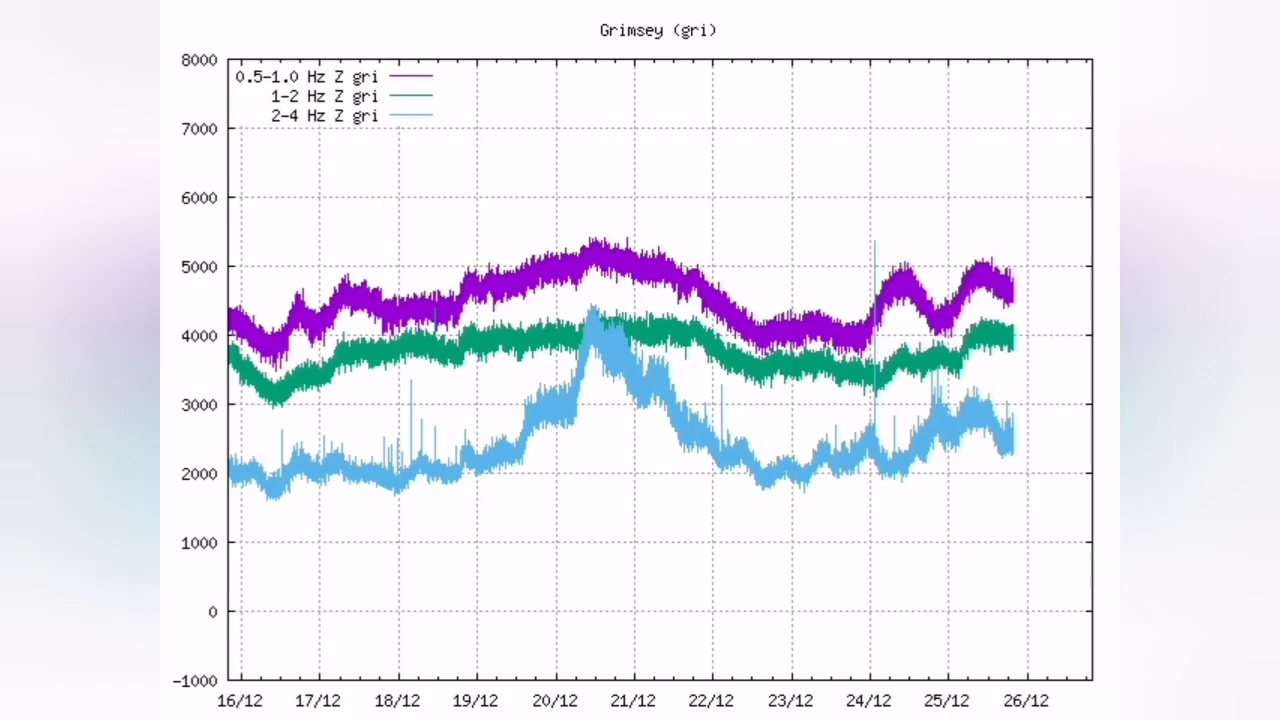 Grimsey (gri)
8000
7000
6000
5000
4000
3000
2000
1000
0
-1000
0.5-1.0 Hz Z gri
1-2 Hz Z gri
2-4 Hz Z gri
16/12 17/12 18/12 19/12 20/12 21/12 22/12 23/12 24/12 25/12 26/12